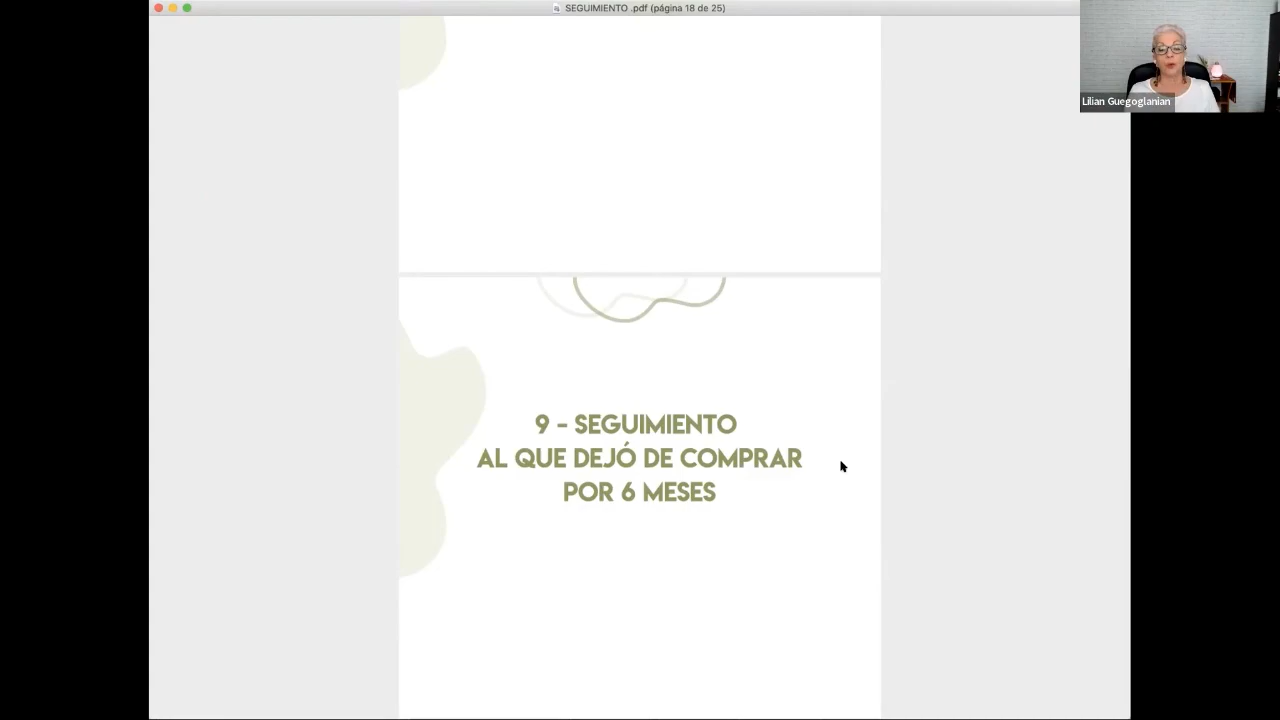 SEGUIMIENTO .pdf (página 18 de 25)
Lilian Guegoglanian
9 - SEGUIMIENTO
AL QUE DEJÓ DE COMPRAR
POR 6 MESES